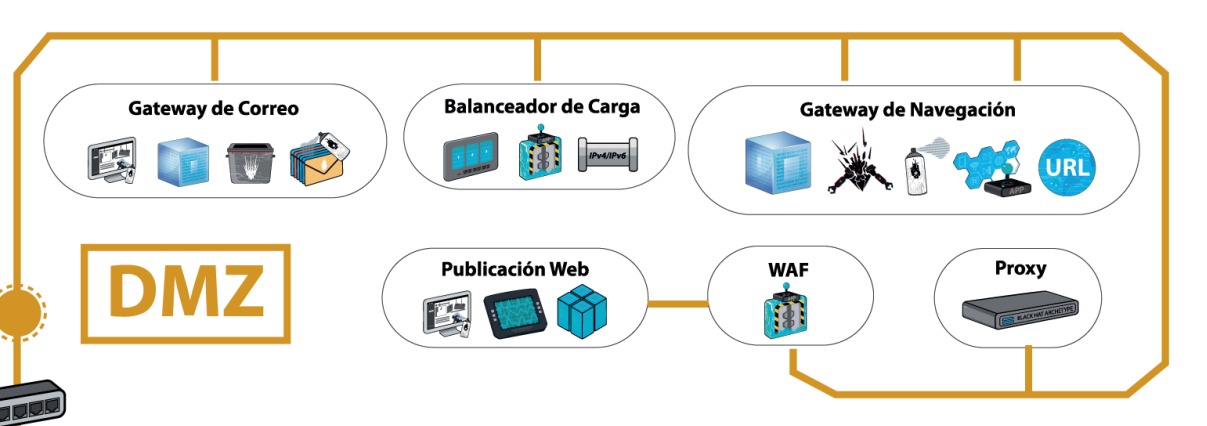 Gateway de Correo
Balanceador de Carga
Gateway de Navegación
IPv4/IPv6
APP
URL
DMZ
Publicación Web
WAF
Proxy
BLACK HAT ARCHETYPE